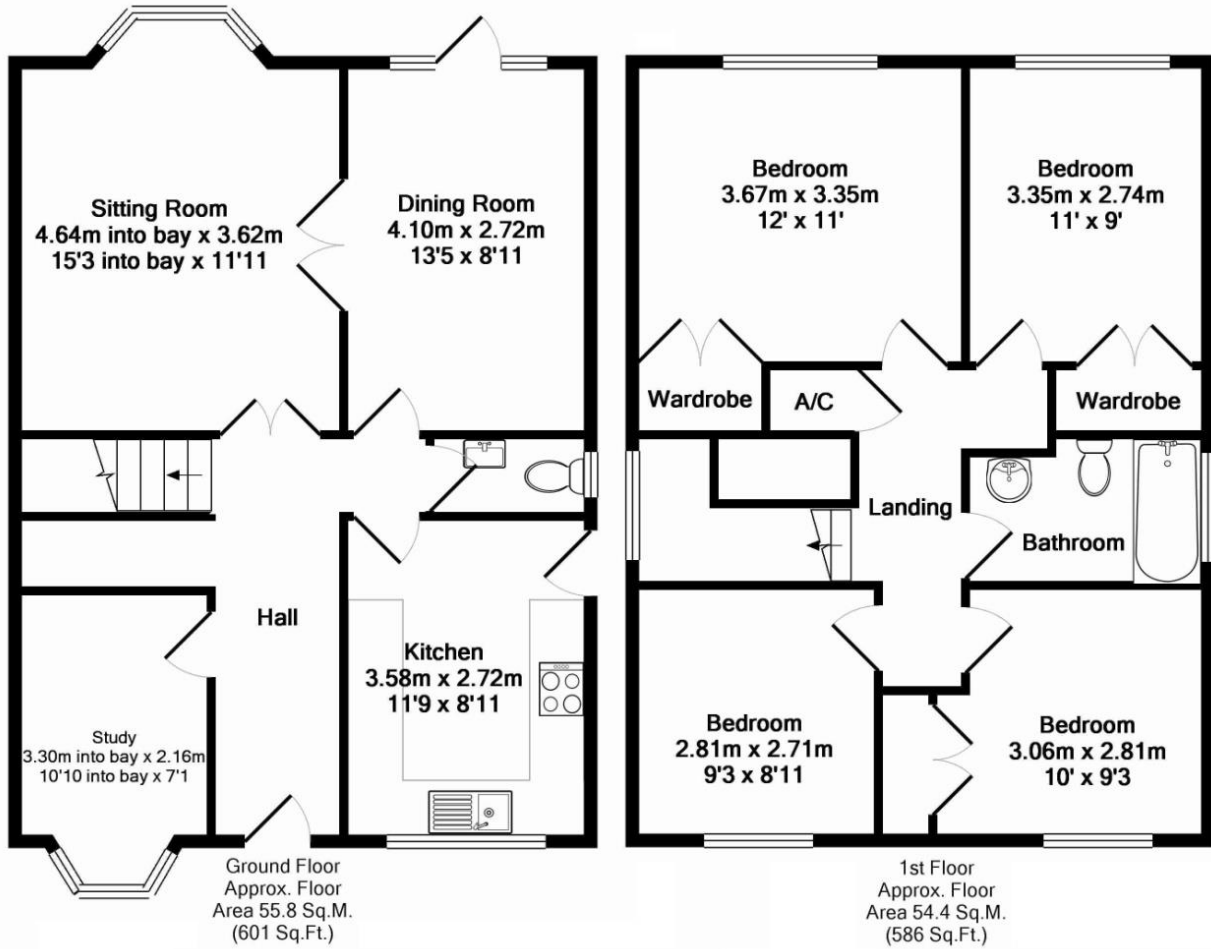 Sitting Room
4.64m into bay x 3.62m
15'3 into bay x 11'11
Dining Room
4.10m x 2.72m
13'5 x 8'11
Hall
Kitchen
3.58m x 2.72m
11'9 x 8'11
Study
3.30m into bay x 2.16m
10'10 into bay x 7'1
Ground Floor
Approx. Floor
Area 55.8 Sq.M.
(601 Sq.Ft.)
Bedroom
3.67m x 3.35m
12' x 11'
Bedroom
3.35m x 2.74m
11' x 9'
Wardrobe
A/C
Wardrobe
Landing
Bathroom
Bedroom
2.81m x 2.71m
9'3 x 8'11
Bedroom
3.06m x 2.81m
10' x 9'3
1st Floor
Approx. Floor
Area 54.4 Sq.M.
(586 Sq.Ft.)